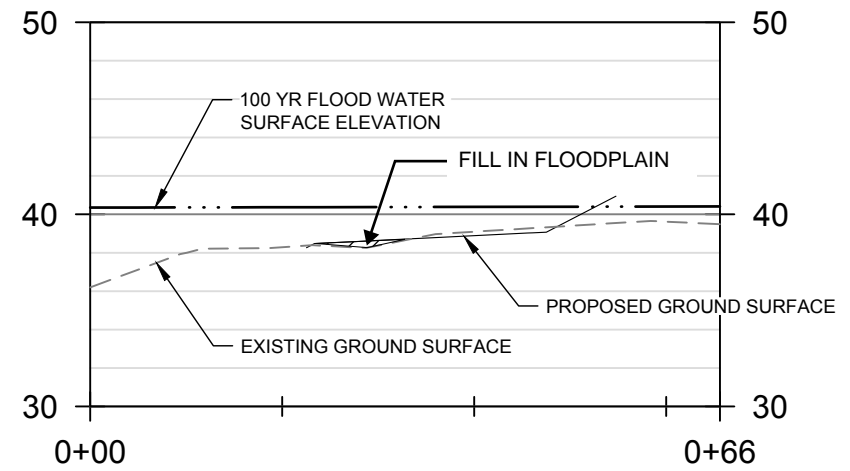 50
50
100 YR FLOOD WATER
SURFACE ELEVATION
FILL IN FLOODPLAIN
40
40
PROPOSED GROUND SURFACE
EXISTING GROUND SURFACE
30
30
0+00
0+66